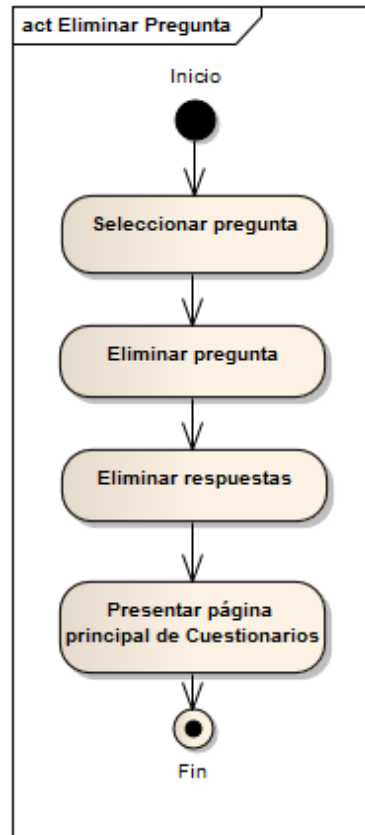 act Eliminar Pregunta
Inicio
Seleccionar pregunta
Eliminar pregunta
Eliminar respuestas
Presentar página
principal de Cuestionarios
Fin